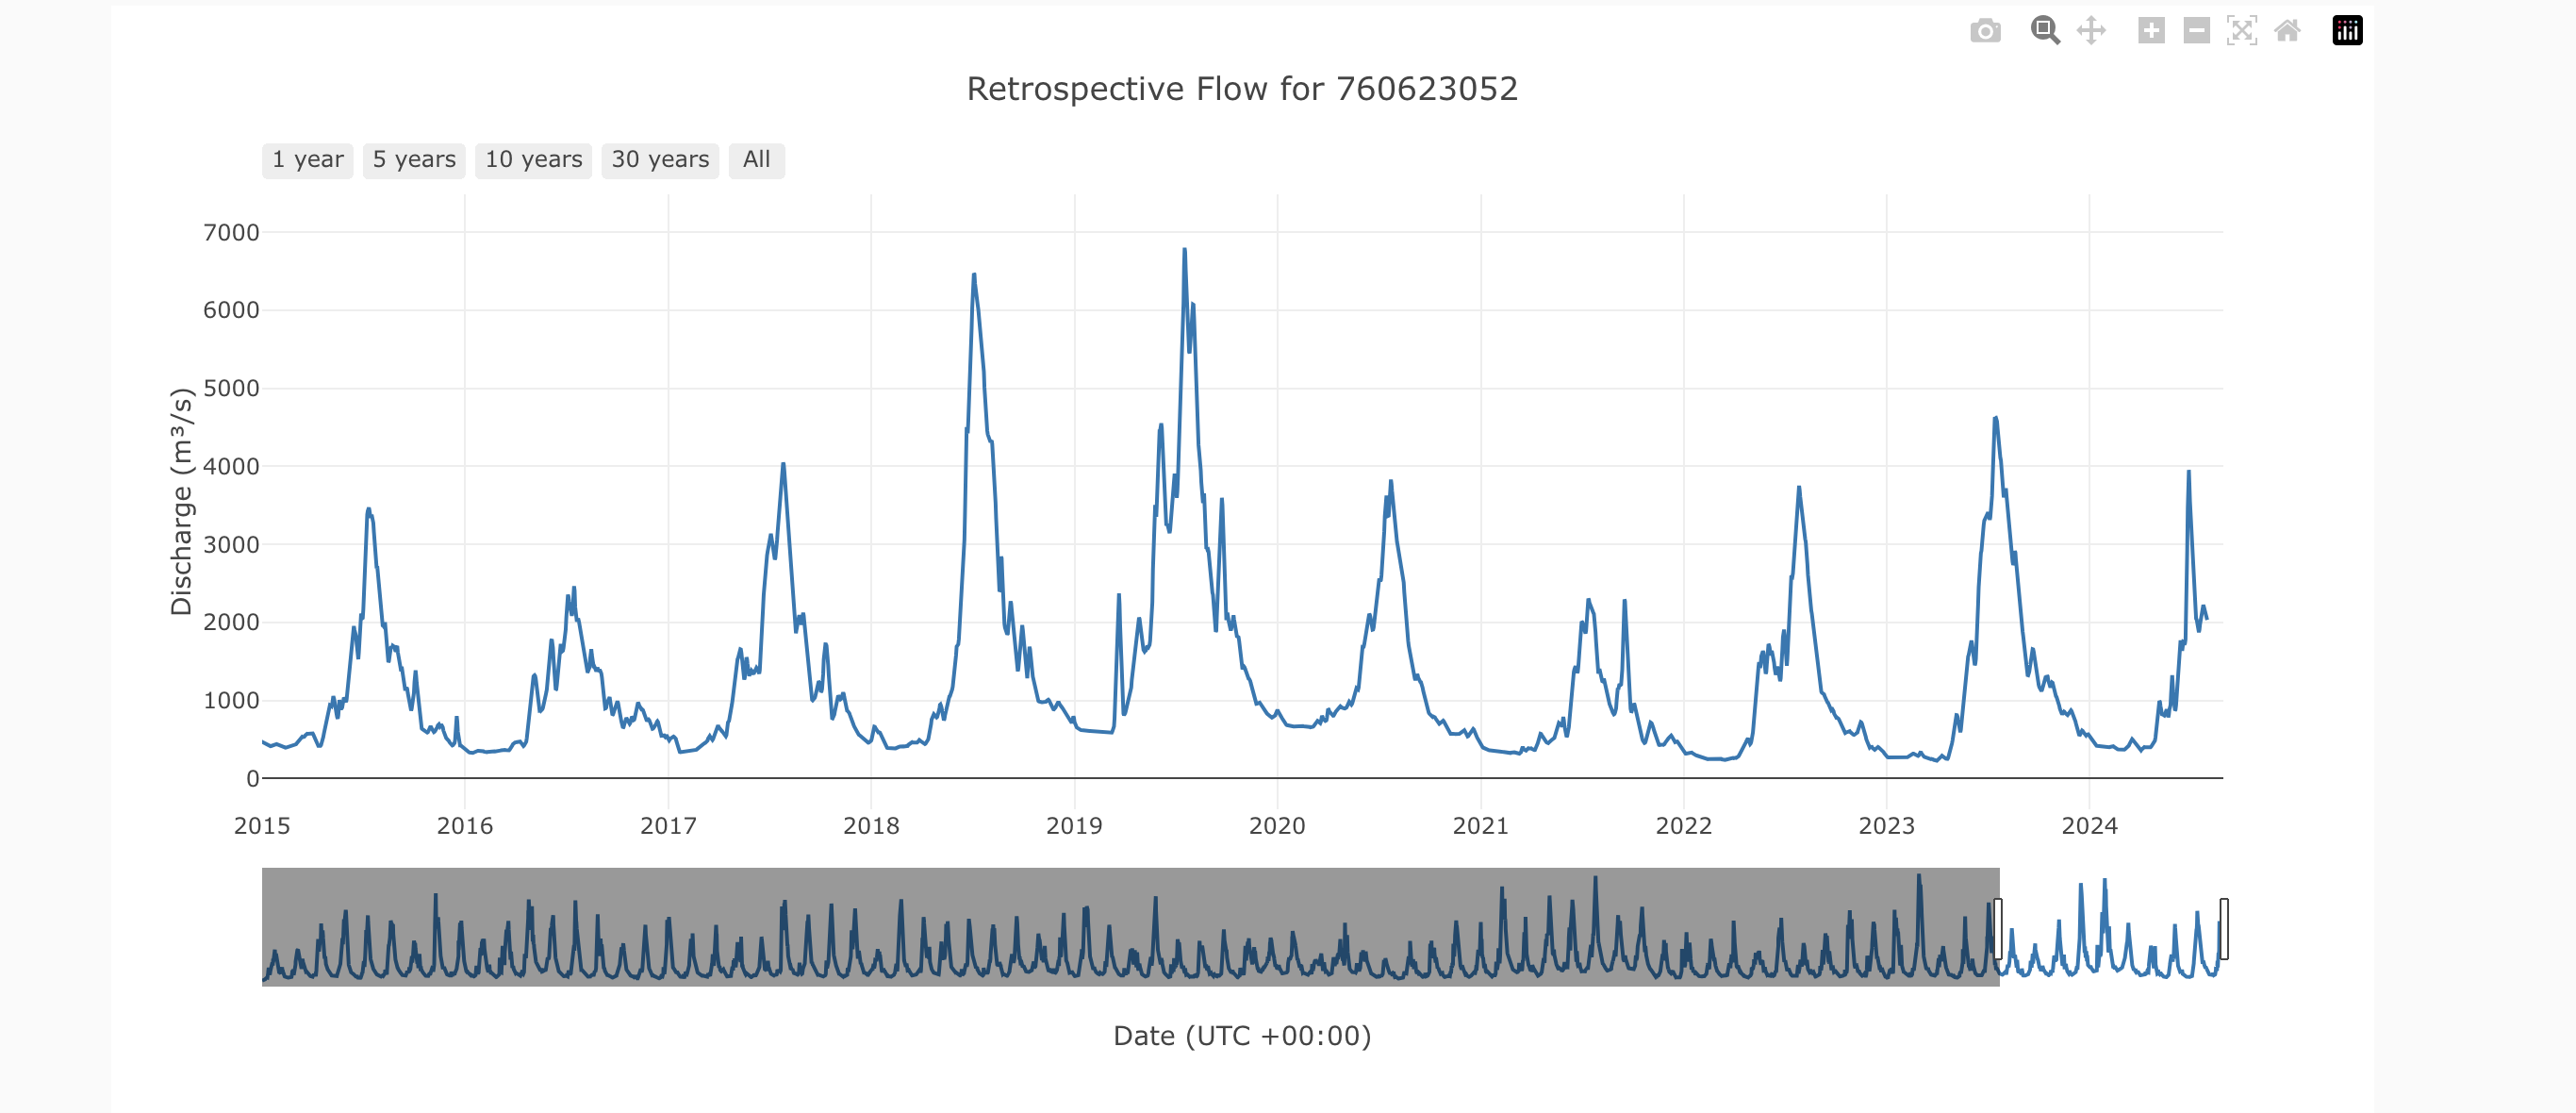 Retrospective Flow for 760623052
1 year 5 years 10 years 30 years All
7000
6000
5000
4000
3000
2000
1000
0
Discharge (m³/s)
2015 2016 2017 2018 2019 2020 2021 2022 2023 2024
Date (UTC +00:00)